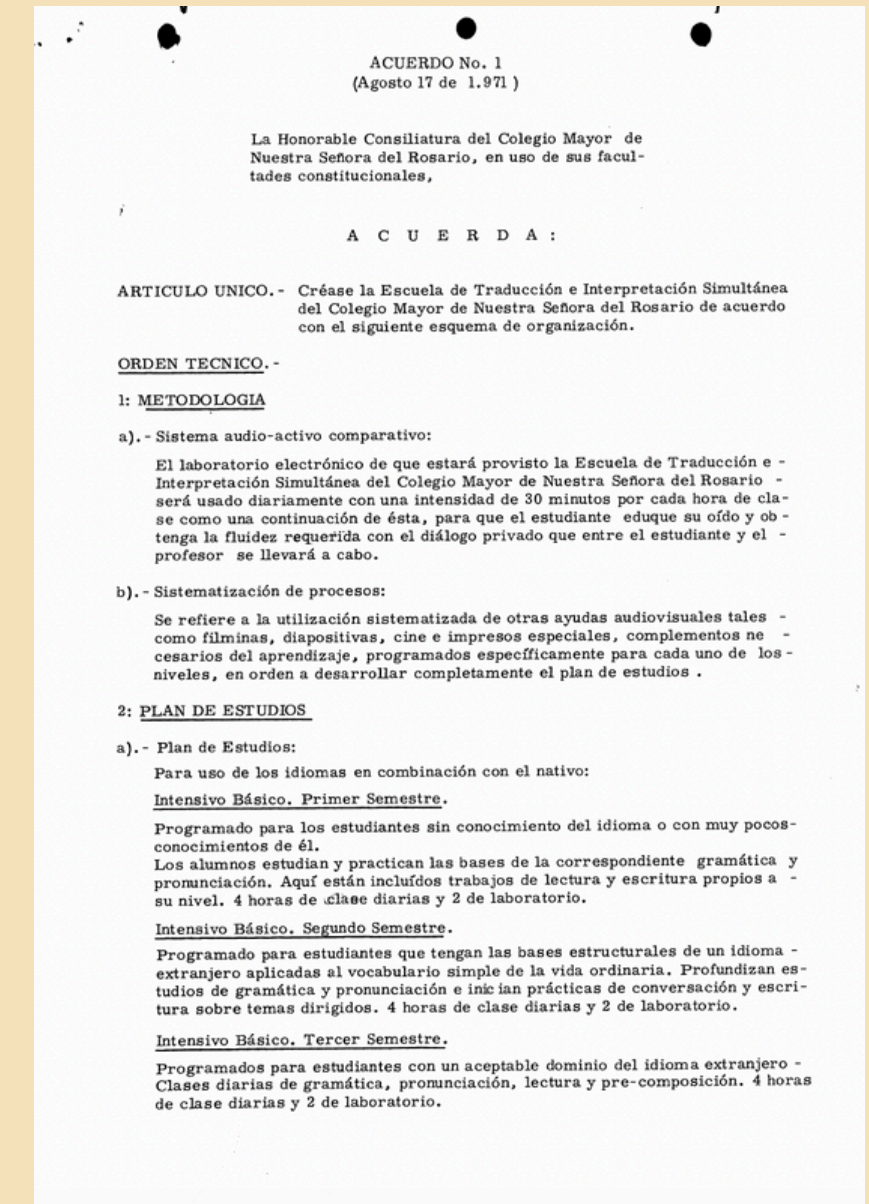 ACUERDO No. 1
(Agosto 17 de 1.971 )
La Honorable Consiliatura del Colegio Mayor de
Nuestra Señora del Rosario, en uso de sus facul-
tades constitucionales,
A C U E R D A :
ARTICULO UNICO.- Créase la Escuela de Traducción e Interpretación Simultánea
del Colegio Mayor de Nuestra Señora del Rosario de acuerdo
con el siguiente esquema de organización.
ORDEN TECNICO.-
1: METODOLOGIA
a).- Sistema audio-activo comparativo:
El laboratorio electrónico de que estará provisto la Escuela de Traducción e -
Interpretación Simultánea del Colegio Mayor de Nuestra Señora del Rosario -
será usado diariamente con una intensidad de 30 minutos por cada hora de cla-
se como una continuación de ésta, para que el estudiante eduque su oído y ob -
tenga la fluidez requerida con el diálogo privado que entre el estudiante y el -
profesor se llevará a cabo.
b).- Sistematización de procesos:
Se refiere a la utilización sistematizada de otras ayudas audiovisuales tales -
como filminas, diapositivas, cine e impresos especiales, complementos ne -
cesarios del aprendizaje, programados específicamente para cada uno de los -
niveles, en orden a desarrollar completamente el plan de estudios .
2: PLAN DE ESTUDIOS
a).- Plan de Estudios:
Para uso de los idiomas en combinación con el nativo:
Intensivo Básico. Primer Semestre.
Programado para los estudiantes sin conocimiento del idioma o con muy pocos-
conocimientos de él.
Los alumnos estudian y practican las bases de la correspondiente gramática y
pronunciación. Aquí están incluídos trabajos de lectura y escritura propios a -
su nivel. 4 horas de clase diarias y 2 de laboratorio.
Intensivo Básico. Segundo Semestre.
Programado para estudiantes que tengan las bases estructurales de un idioma -
extranjero aplicadas al vocabulario simple de la vida ordinaria. Profundizan es-
tudios de gramática y pronunciación e inic ian prácticas de conversación y escri-
tura sobre temas dirigidos. 4 horas de clase diarias y 2 de laboratorio.
Intensivo Básico. Tercer Semestre.
Programados para estudiantes con un aceptable dominio del idioma extranjero -
Clases diarias de gramática, pronunciación, lectura y pre-composición. 4 horas
de clase diarias y 2 de laboratorio.